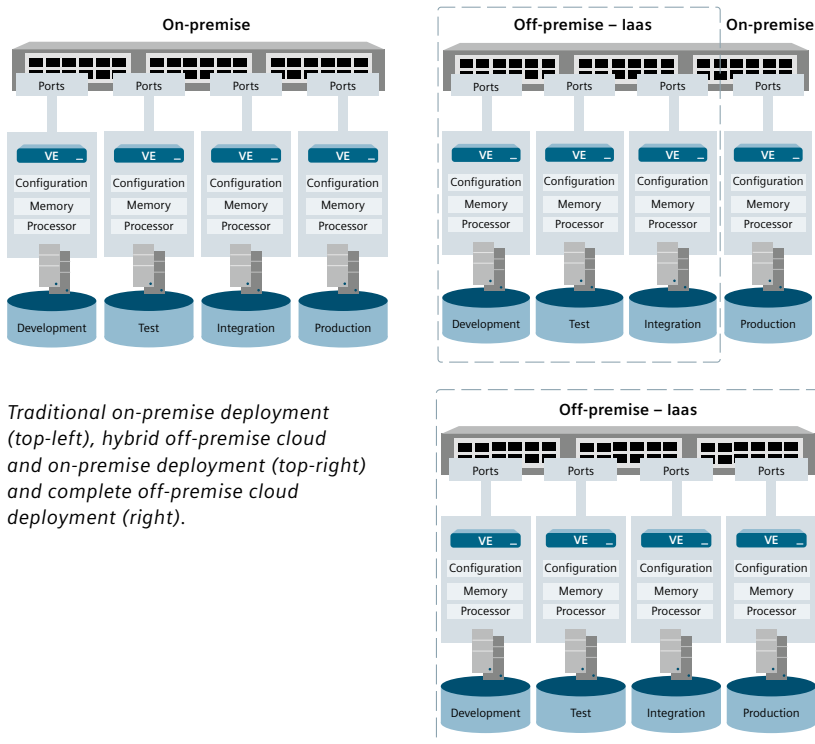 On-premise
Ports Ports Ports Ports
VE VE VE VE
Configuration Configuration Configuration Configuration
Memory Memory Memory Memory
Processor Processor Processor Processor
Development Test Integration Production
Off-premise – Iaas On-premise
Ports Ports Ports Ports
VE VE VE VE
Configuration Configuration Configuration Configuration
Memory Memory Memory Memory
Processor Processor Processor Processor
Development Test Integration Production
Traditional on-premise deployment
(top-left), hybrid off-premise cloud
and on-premise deployment (top-right)
and complete off-premise cloud
deployment (right).
Off-premise – Iaas
Ports Ports Ports Ports
VE VE VE VE
Configuration Configuration Configuration Configuration
Memory Memory Memory Memory
Processor Processor Processor Processor
Development Test Integration Production